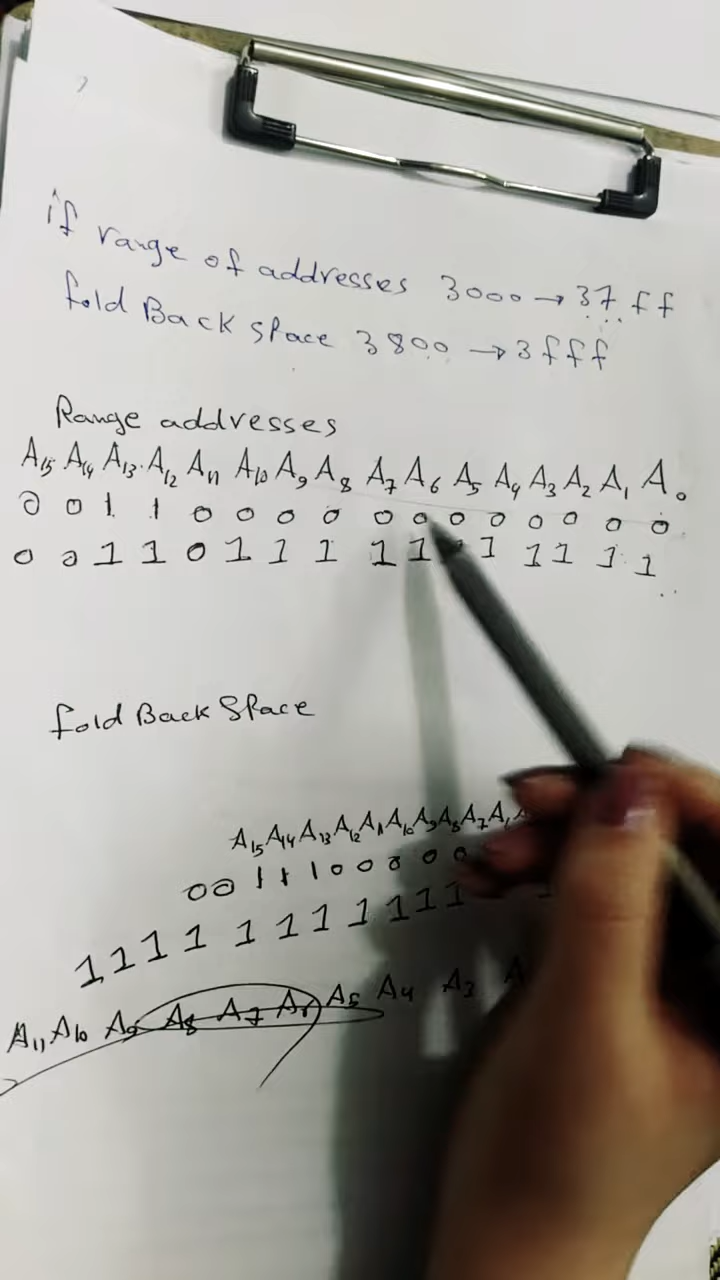 if range of addresses 3000 → 37ff
fold Back Space 3800 → 3fff
Range addresses
A15 A14 A13 A12 A11 A10 A9 A8 A7 A6 A5 A4 A3 A2 A1 A0
0 0 1 1 0 0 0 0 0 0 0 0 0 0 0 0
0 0 1 1 0 1 1 1 1 1 1 1 1 1 1
fold Back Space
A15 A14 A13 A12 A11 A10 A9 A8 A7
0 0 1 1 1 0 0 0 0 0
1 1 1 1 1 1 1 1 1 1 1
A11 A10 A9 A8 A7 A6 A5 A4 A3